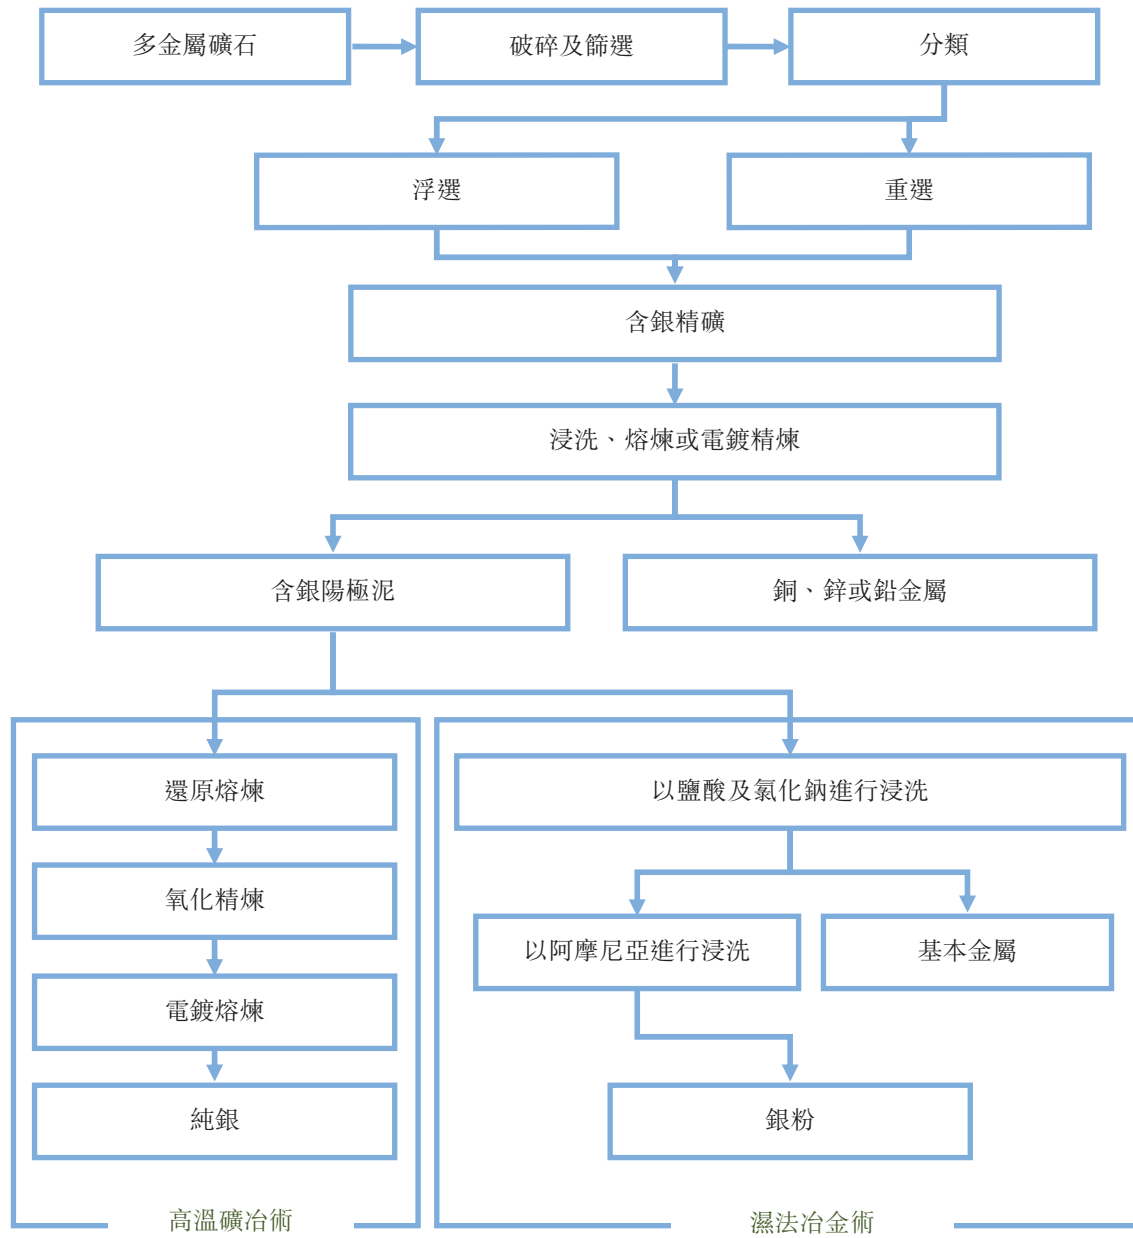 多金屬礦石
破碎及篩選
分類
浮選
重選
含銀精礦
浸洗、熔煉或電鍍精煉
含銀陽極泥
銅、鋅或鉛金屬
還原熔煉
氧化精煉
電鍍熔煉
純銀
高溫礦冶術
以鹽酸及氯化鈉進行浸洗
以阿摩尼亞進行浸洗
基本金屬
銀粉
濕法冶金術